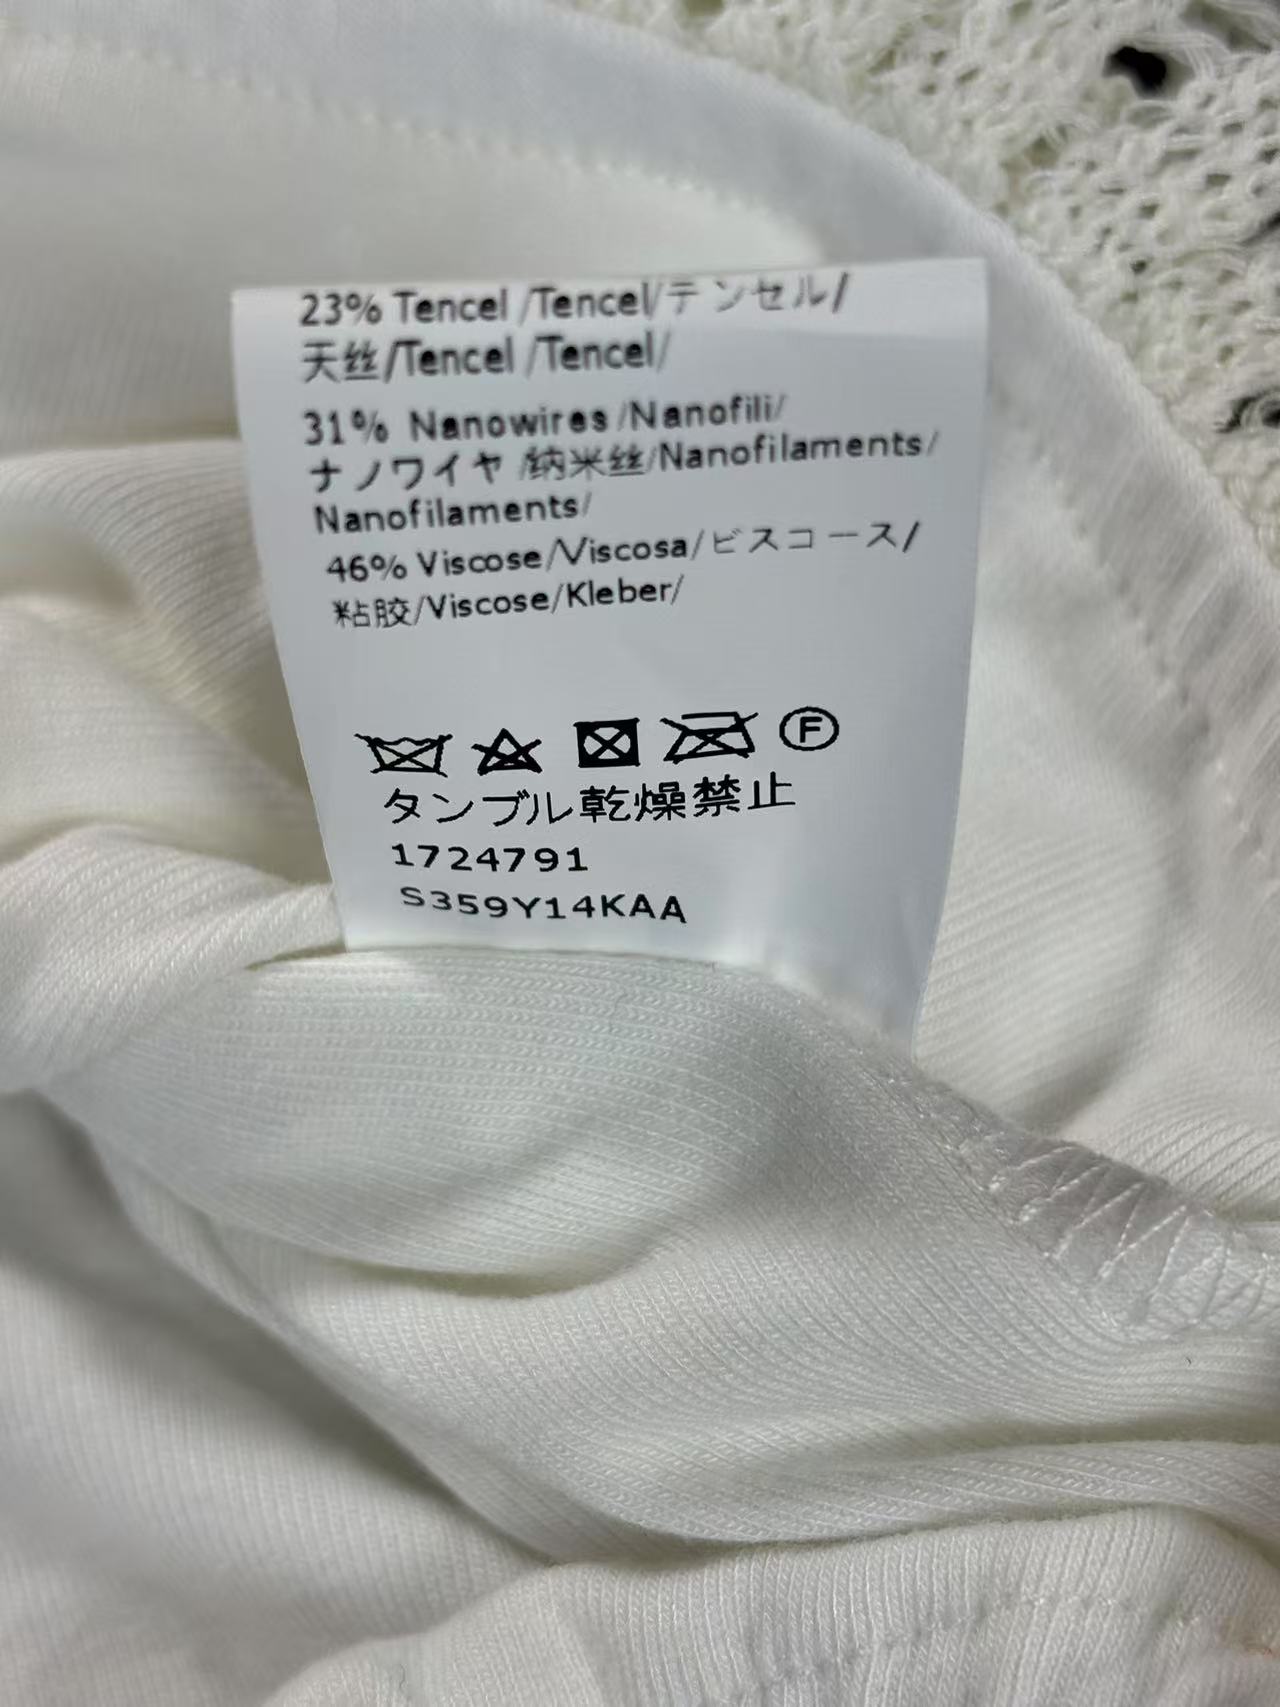 23% Tencel /Tencel/テンセル/
天丝/Tencel /Tencel/
31% Nanowires /Nanofili/
ナノワイヤ /纳米丝/Nanofilaments/
Nanofilaments/
46% Viscose/Viscosa/ビスコース/
粘胶/Viscose/Kleber/
F
タンブル乾燥禁止
1724791
S359Y14KAA